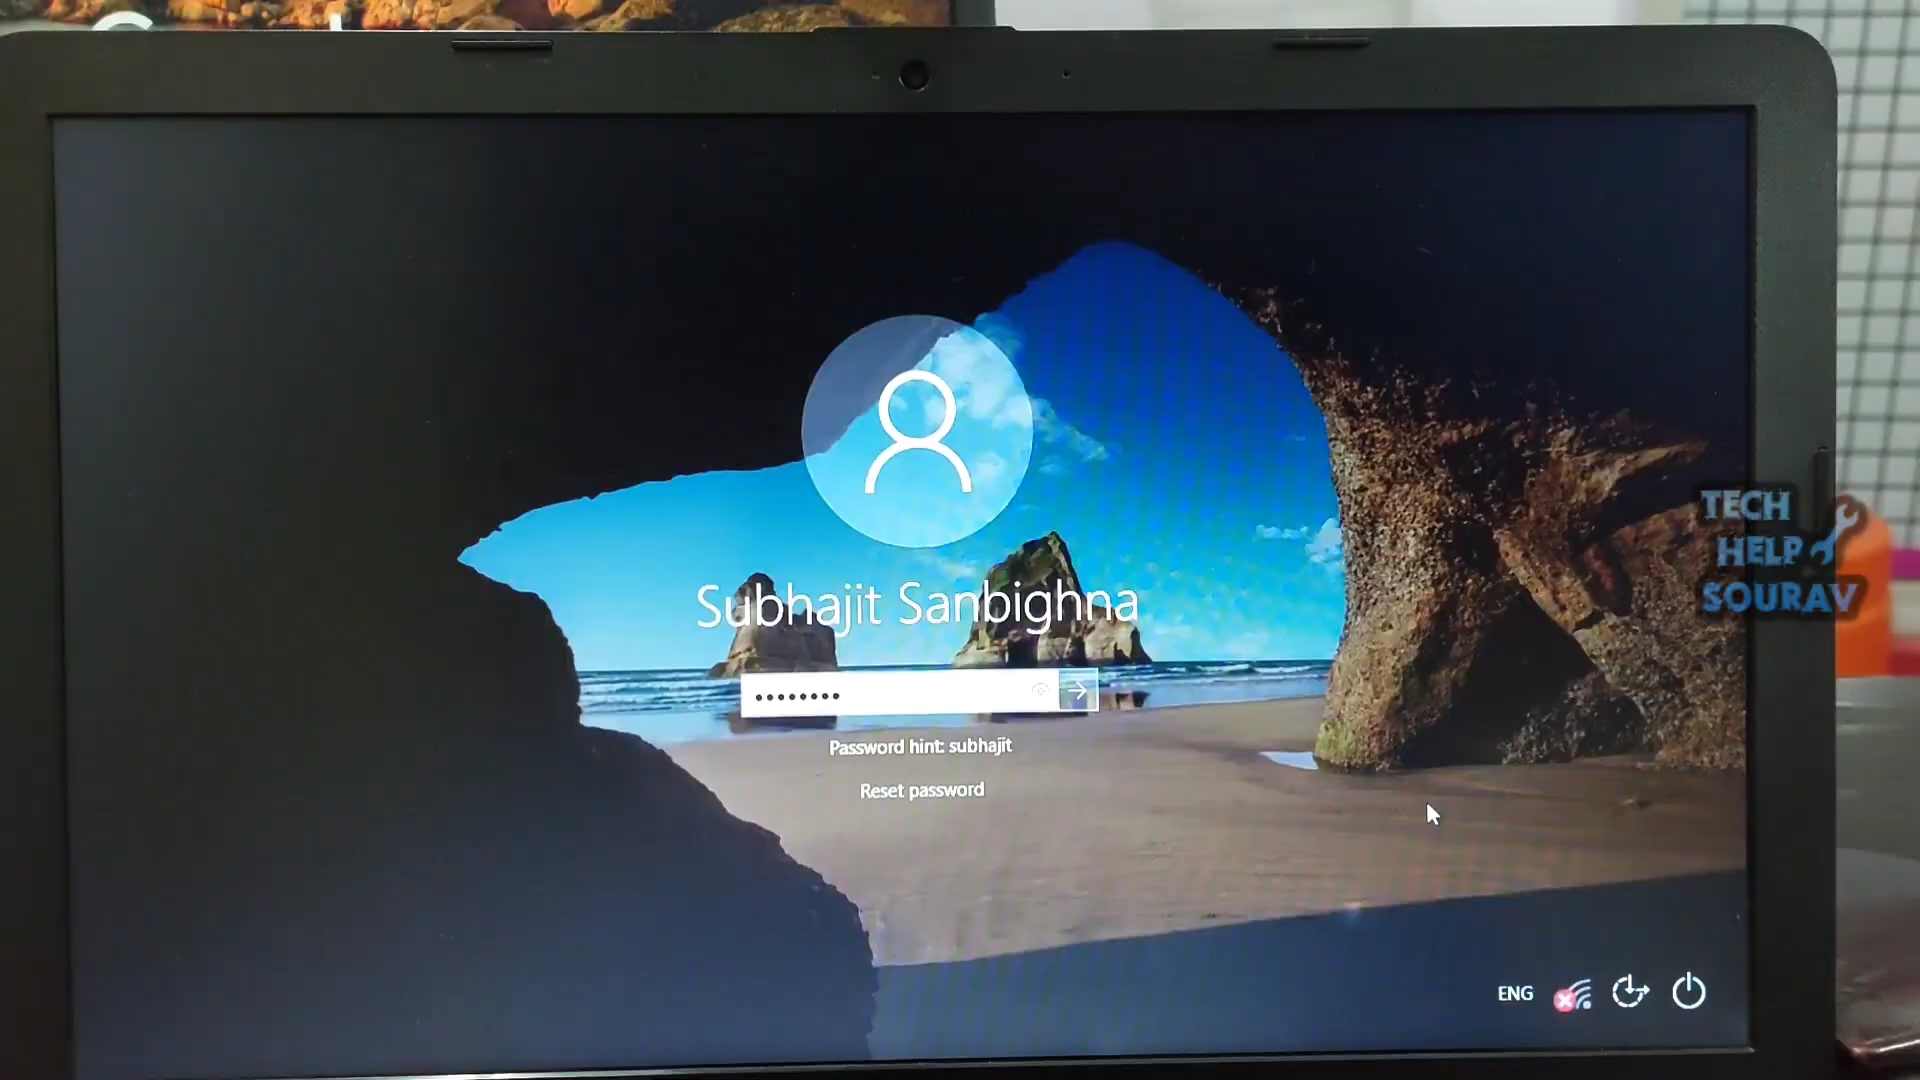 Subhajit Sanbighna
Password hint: subhajit
Reset password
ENG
TECH
HELP
SOURAV